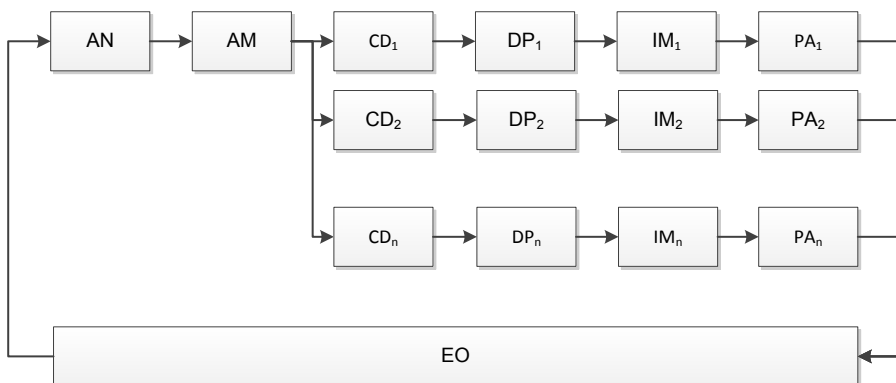 AN AM CD₁ DP₁ IM₁ PA₁
CD₂ DP₂ IM₂ PA₂
CDₙ DPₙ IMₙ PAₙ
EO